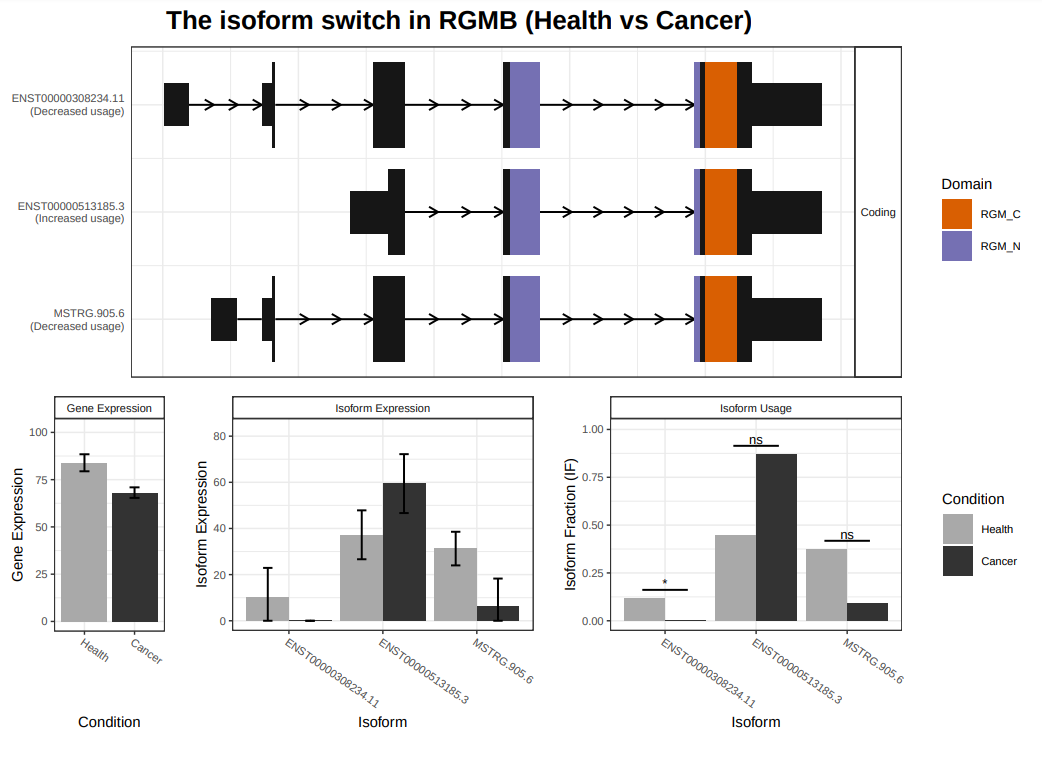 The isoform switch in RGMB (Health vs Cancer)
ENST00000308234.11
(Decreased usage)
ENST00000513185.3
(Increased usage)
MSTRG.905.6
(Decreased usage)
Coding
Domain
RGM_C
RGM_N
Gene Expression
Gene Expression
100
75
50
25
0
Health
Cancer
Condition
Isoform Expression
Isoform Expression
80
60
40
20
0
ENST00000308234.11
ENST00000513185.3
MSTRG.905.6
Isoform
Isoform Usage
Isoform Fraction (IF)
1.00
0.75
0.50
0.25
0.00
*
ns
ns
ENST00000308234.11
ENST00000513185.3
MSTRG.905.6
Isoform
Condition
Health
Cancer